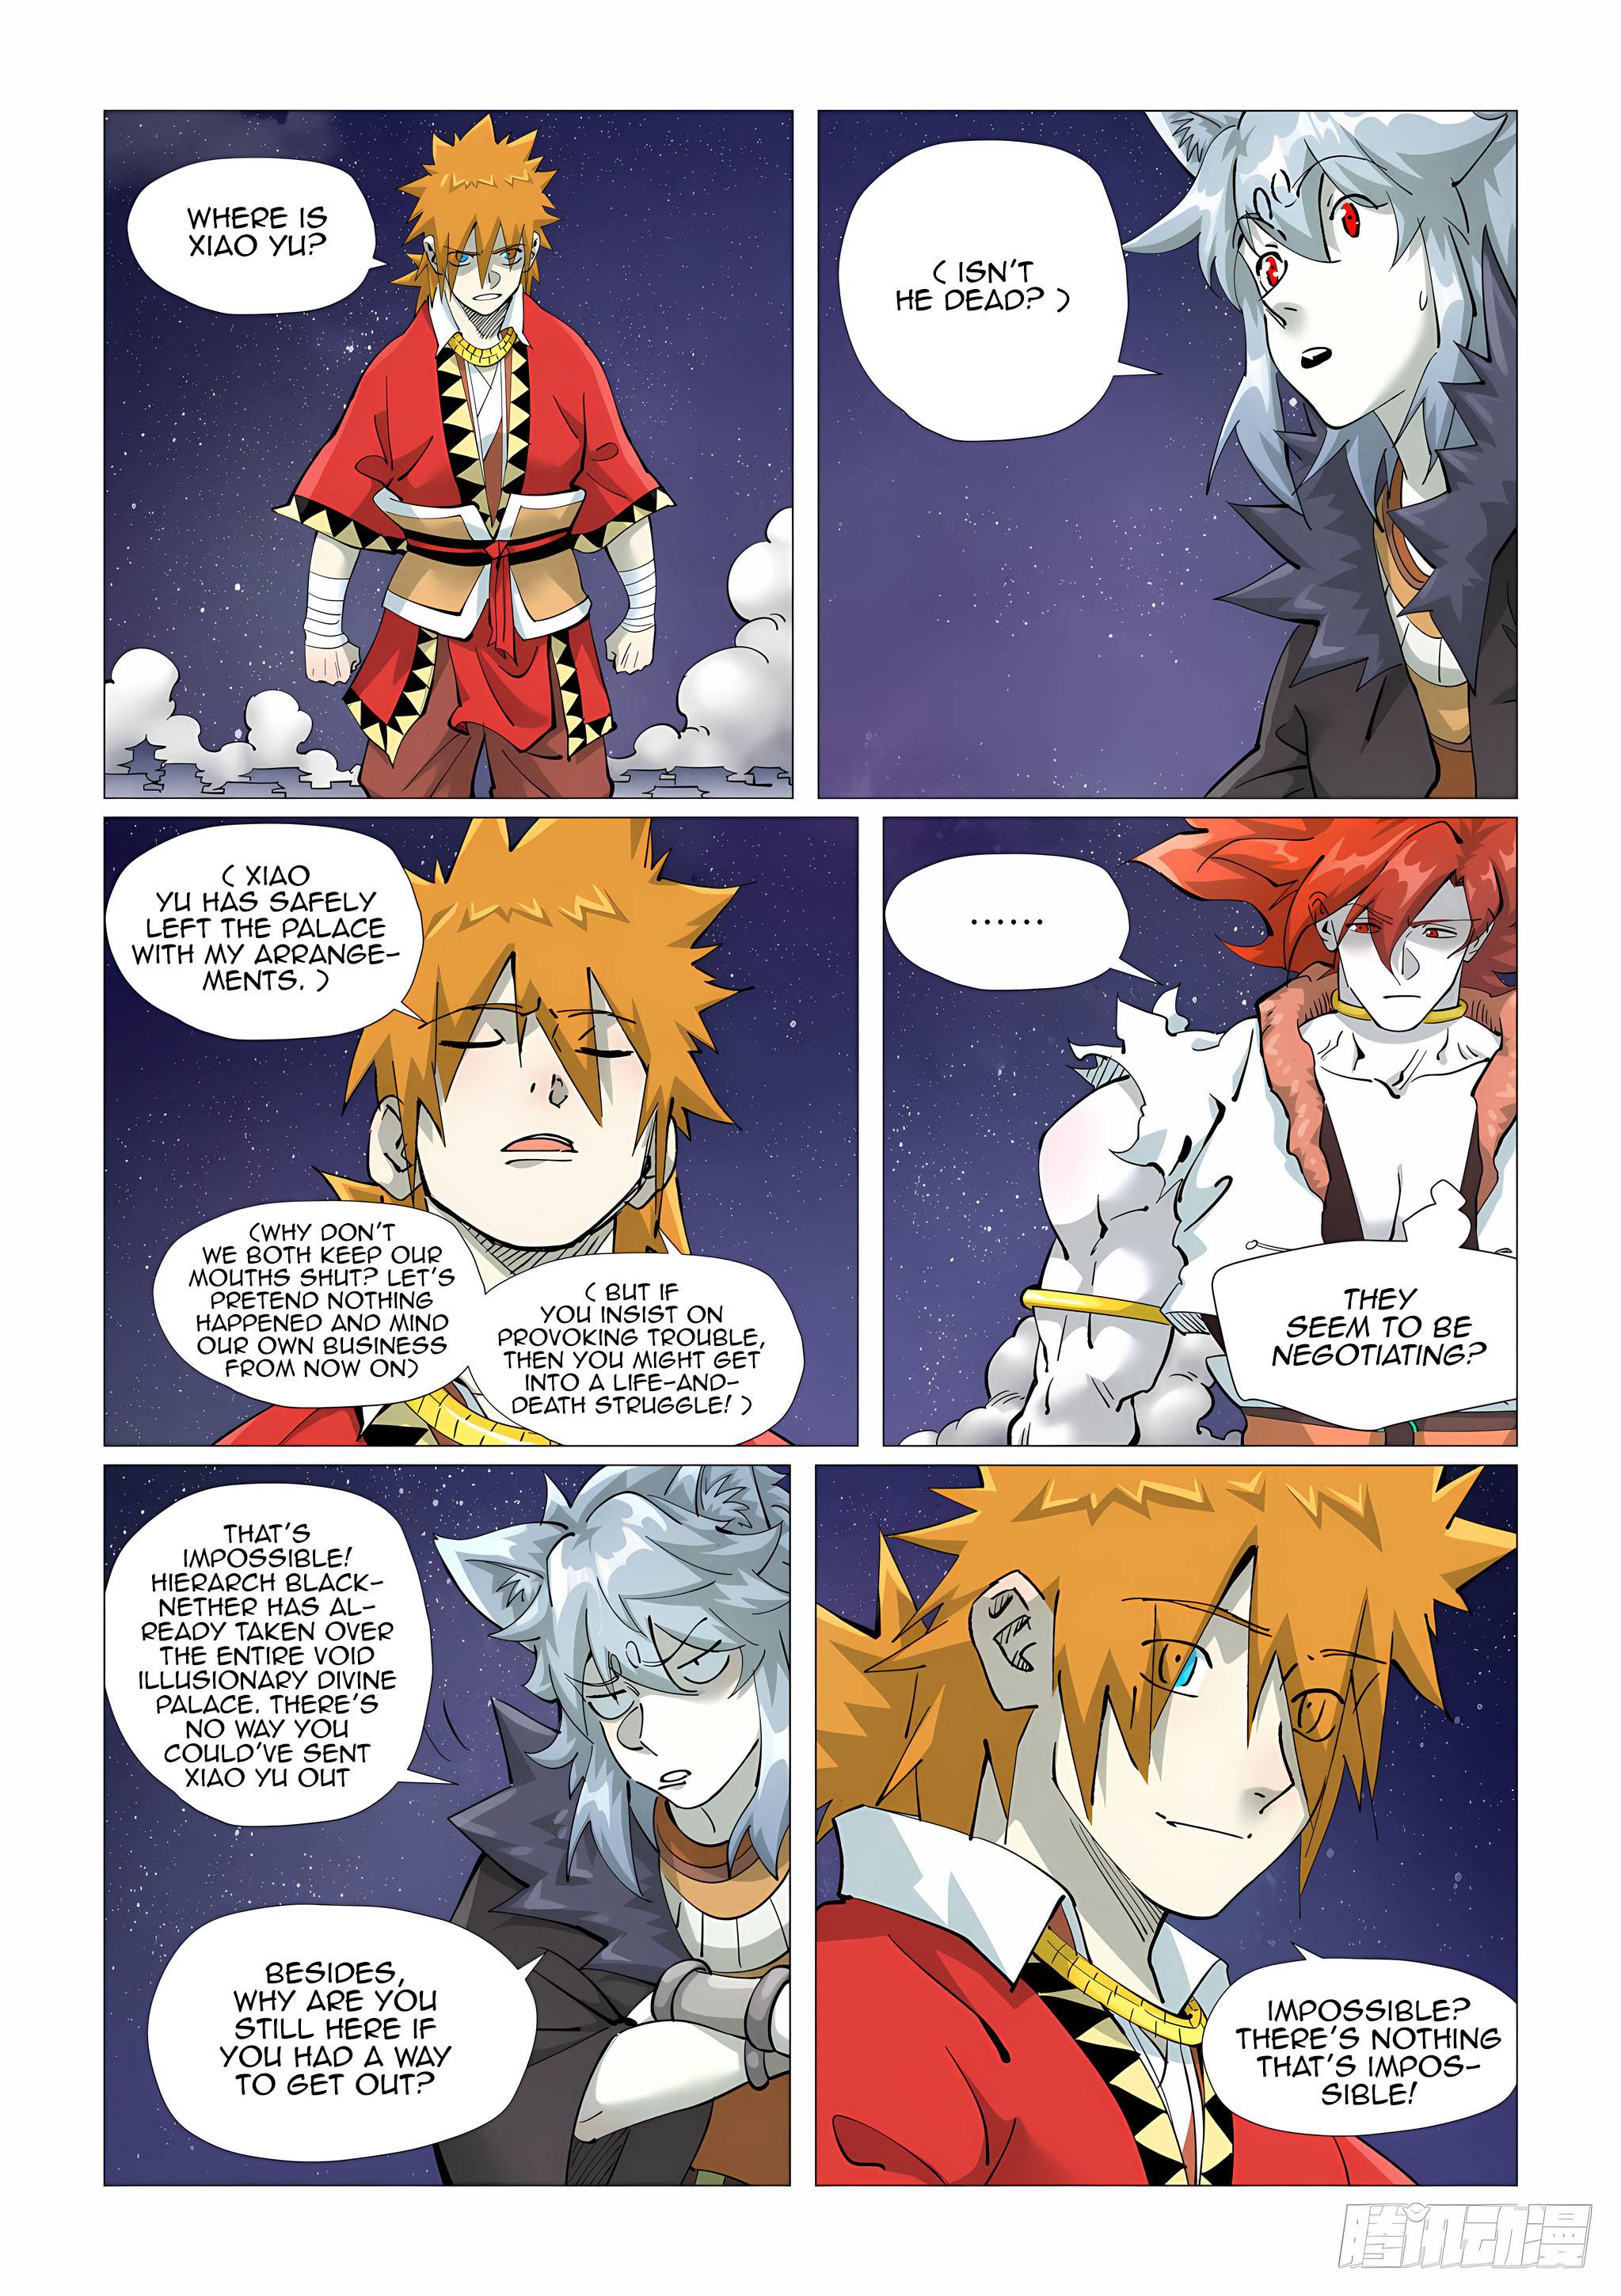 WHERE IS
XIAO YU?
( ISN'T
HE DEAD? )
( XIAO
YU HAS SAFELY
LEFT THE PALACE
WITH MY ARRANGE-
MENTS. )
(WHY DON'T
WE BOTH KEEP OUR
MOUTHS SHUT? LET'S
PRETEND NOTHING
HAPPENED AND MIND
OUR OWN BUSINESS
FROM NOW ON)
( BUT IF
YOU INSIST ON
PROVOKING TROUBLE,
THEN YOU MIGHT GET
INTO A LIFE-AND-
DEATH STRUGGLE! )
......
THEY
SEEM TO BE
NEGOTIATING?
THAT'S
IMPOSSIBLE!
HIERARCH BLACK-
NETHER HAS AL-
READY TAKEN OVER
THE ENTIRE VOID
ILLUSIONARY DIVINE
PALACE. THERE'S
NO WAY YOU
COULD'VE SENT
XIAO YU OUT
BESIDES,
WHY ARE YOU
STILL HERE IF
YOU HAD A WAY
TO GET OUT?
IMPOSSIBLE?
THERE'S NOTHING
THAT'S IMPOS-
SIBLE!
腾讯动漫